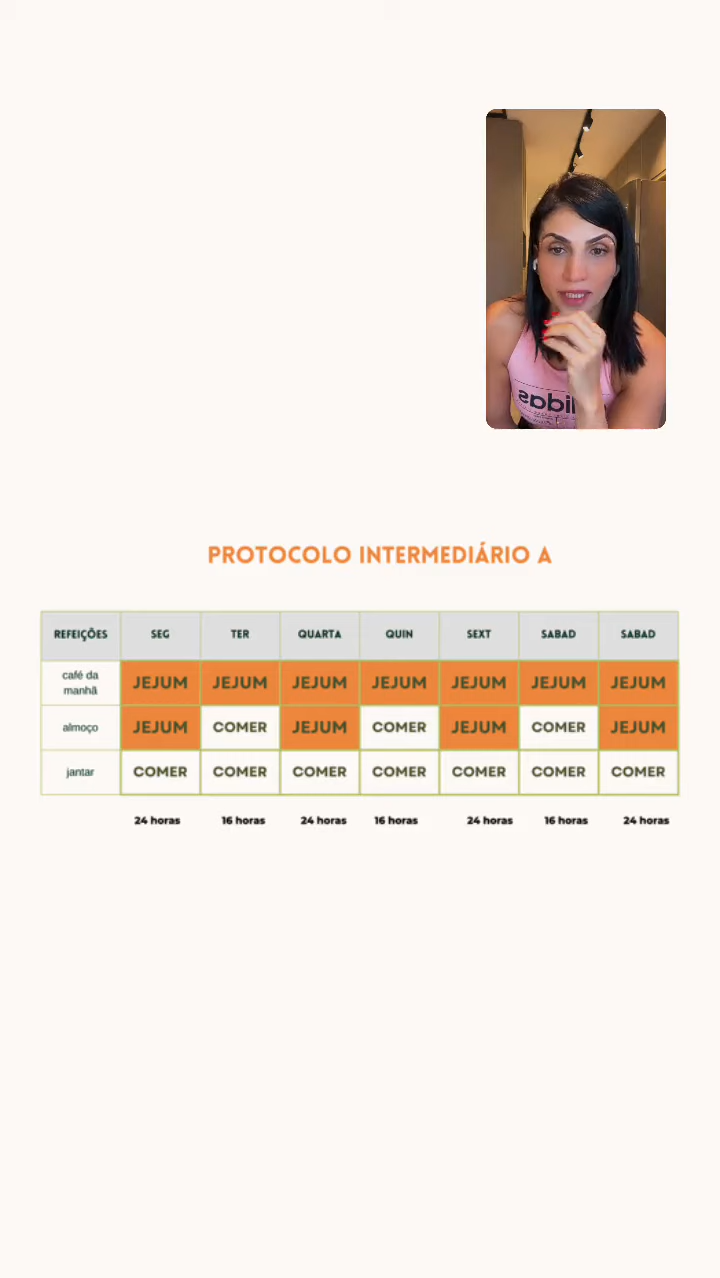 adidas
PROTOCOLO INTERMEDIÁRIO A
REFEIÇÕES SEG TER QUARTA QUIN SEXT SABAD SABAD
café da manhã JEJUM JEJUM JEJUM JEJUM JEJUM JEJUM JEJUM
almoço JEJUM COMER JEJUM COMER JEJUM COMER JEJUM
jantar COMER COMER COMER COMER COMER COMER COMER
24 horas 16 horas 24 horas 16 horas 24 horas 16 horas 24 horas